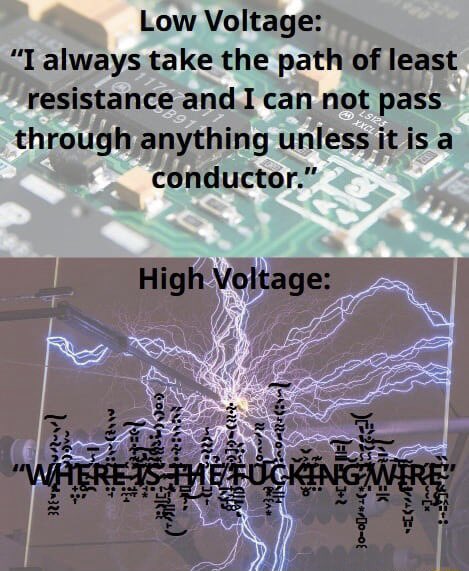 Low Voltage:
“I always take the path of least
resistance and I can not pass
through anything unless it is a
conductor.”
High Voltage:
“WHERE IS THE FUCKING WIRE”